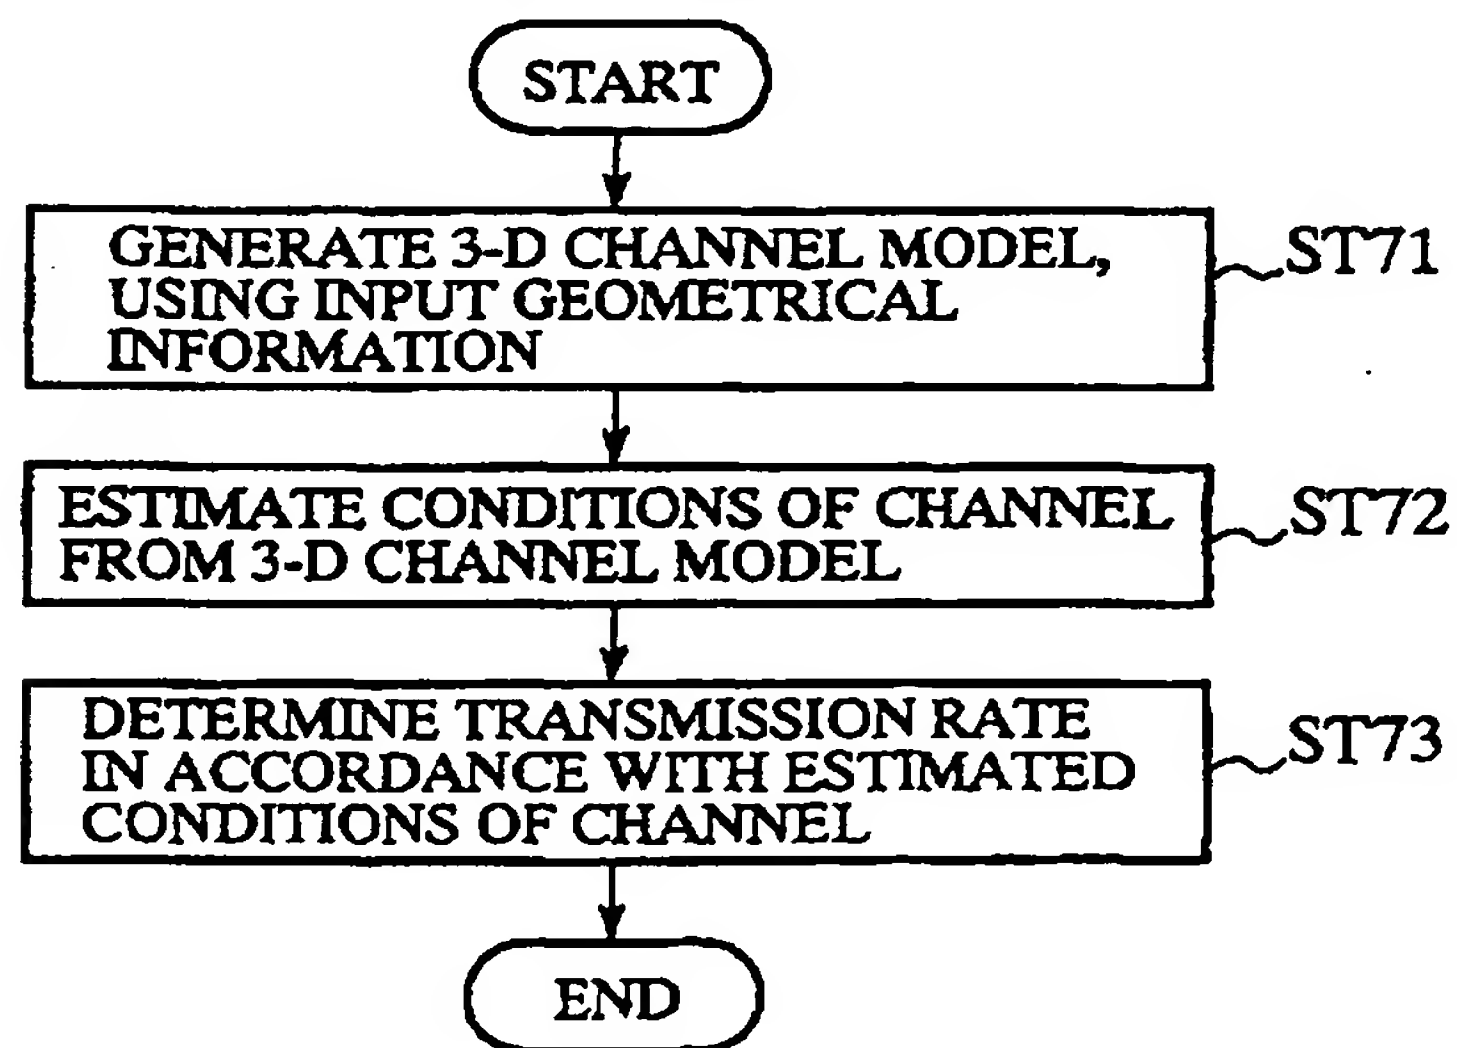 START
GENERATE 3-D CHANNEL MODEL,
USING INPUT GEOMETRICAL
INFORMATION
ST71
ESTIMATE CONDITIONS OF CHANNEL
FROM 3-D CHANNEL MODEL
ST72
DETERMINE TRANSMISSION RATE
IN ACCORDANCE WITH ESTIMATED
CONDITIONS OF CHANNEL
ST73
END